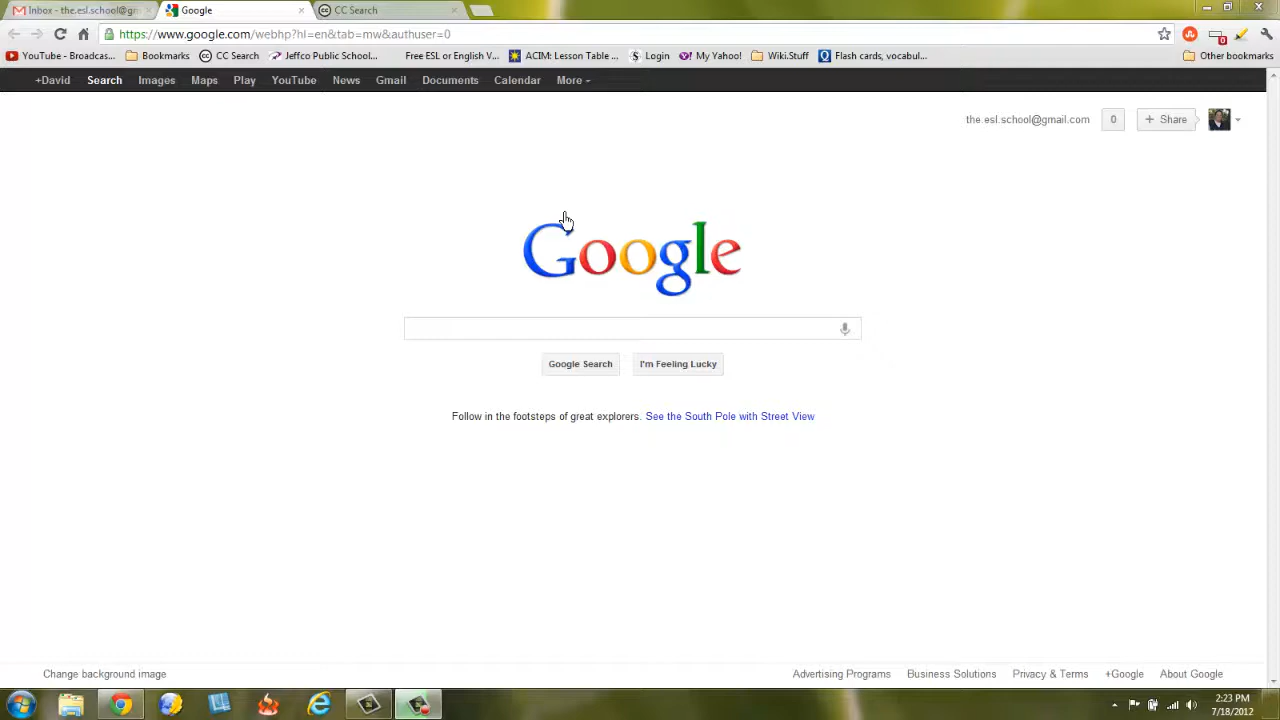 Inbox - the.esl.school@gm
Google
CC Search
https://www.google.com/webhp?hl=en&tab=mw&authuser=0
YouTube - Broadcas...
Bookmarks
CC Search
Jeffco Public School...
Free ESL or English V...
ACIM: Lesson Table ...
Login
My Yahoo!
Wiki.Stuff
Flash cards, vocabul...
Other bookmarks
+David
Search
Images
Maps
Play
YouTube
News
Gmail
Documents
Calendar
More
the.esl.school@gmail.com
0
+ Share
Google
Google Search
I'm Feeling Lucky
Follow in the footsteps of great explorers. See the South Pole with Street View
Change background image
Advertising Programs
Business Solutions
Privacy & Terms
+Google
About Google
2:23 PM
7/18/2012